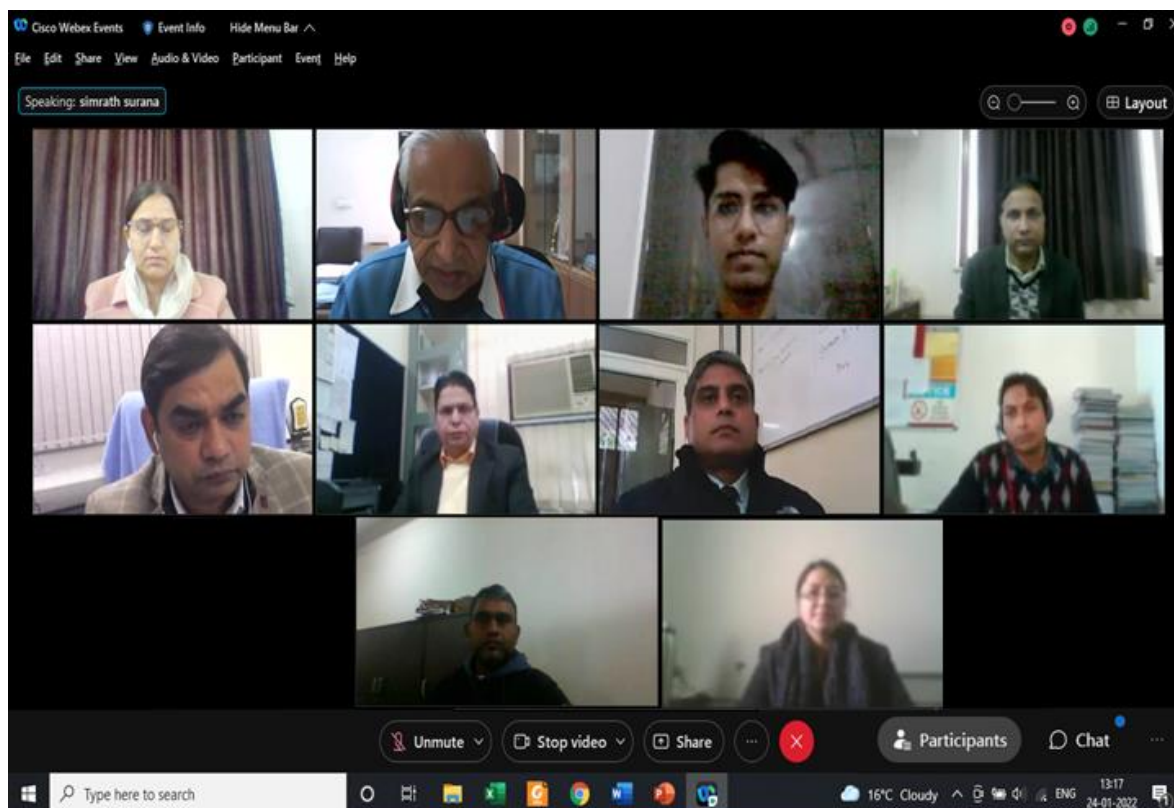 Cisco Webex Events Event Info Hide Menu Bar
File Edit Share View Audio & Video Participant Event Help
Speaking: simrath surana
Layout
Unmute Stop video Share Participants Chat
Type here to search
16°C Cloudy ENG
13:17
24-01-2022